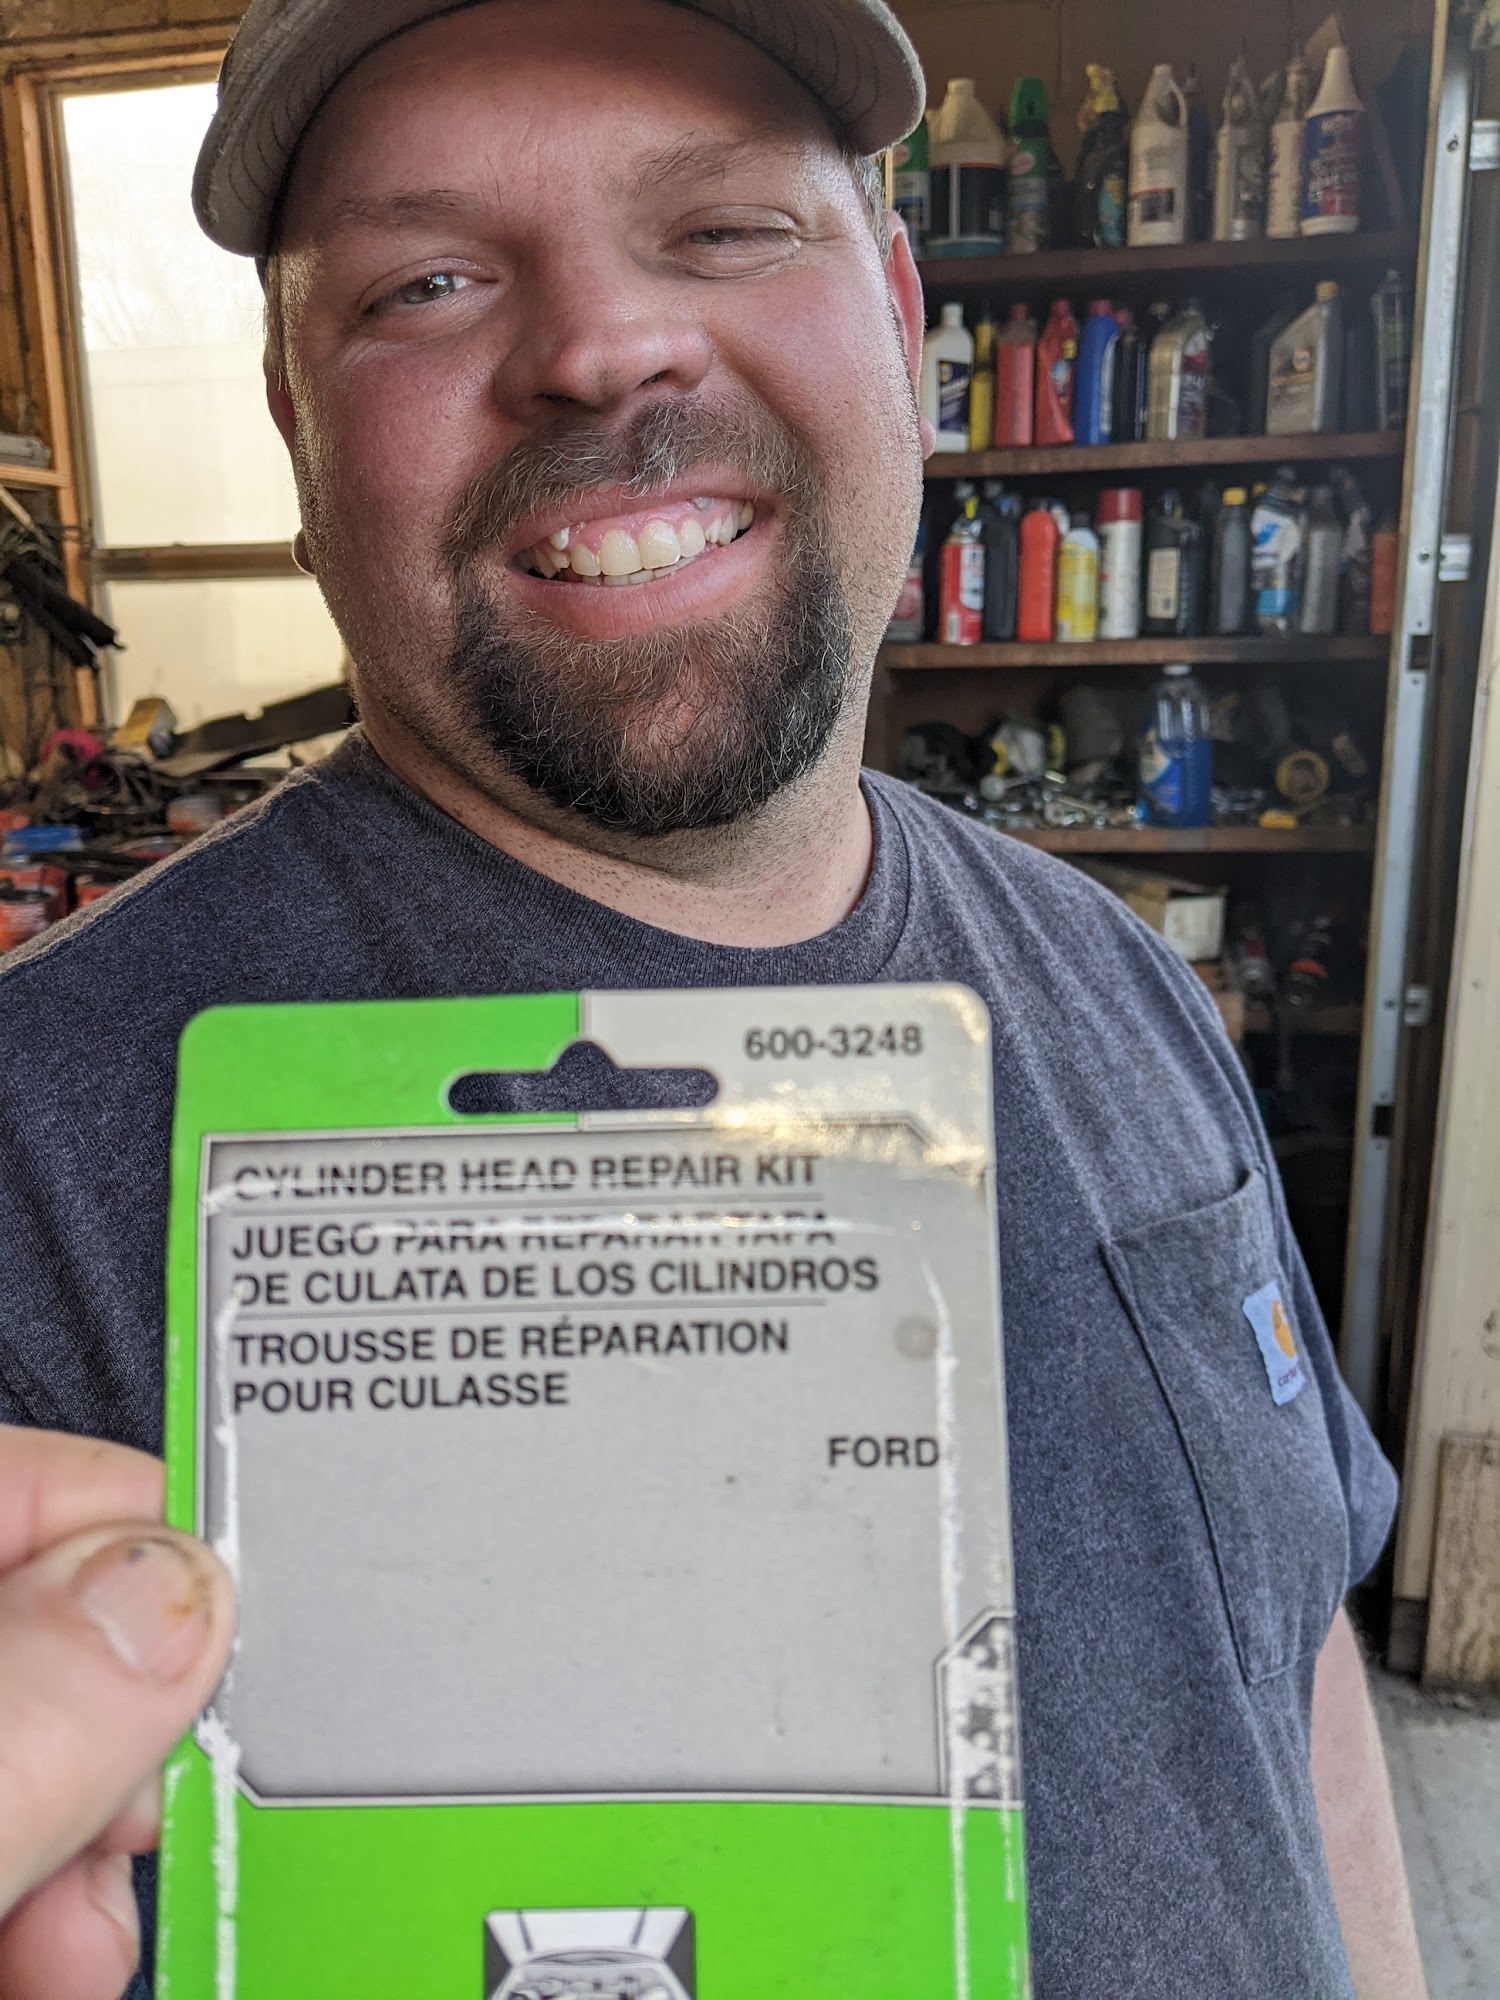 600-3248
CYLINDER HEAD REPAIR KIT
JUEGO PARA REPARAR TAPA
DE CULATA DE LOS CILINDROS
TROUSSE DE RÉPARATION
POUR CULASSE
FORD